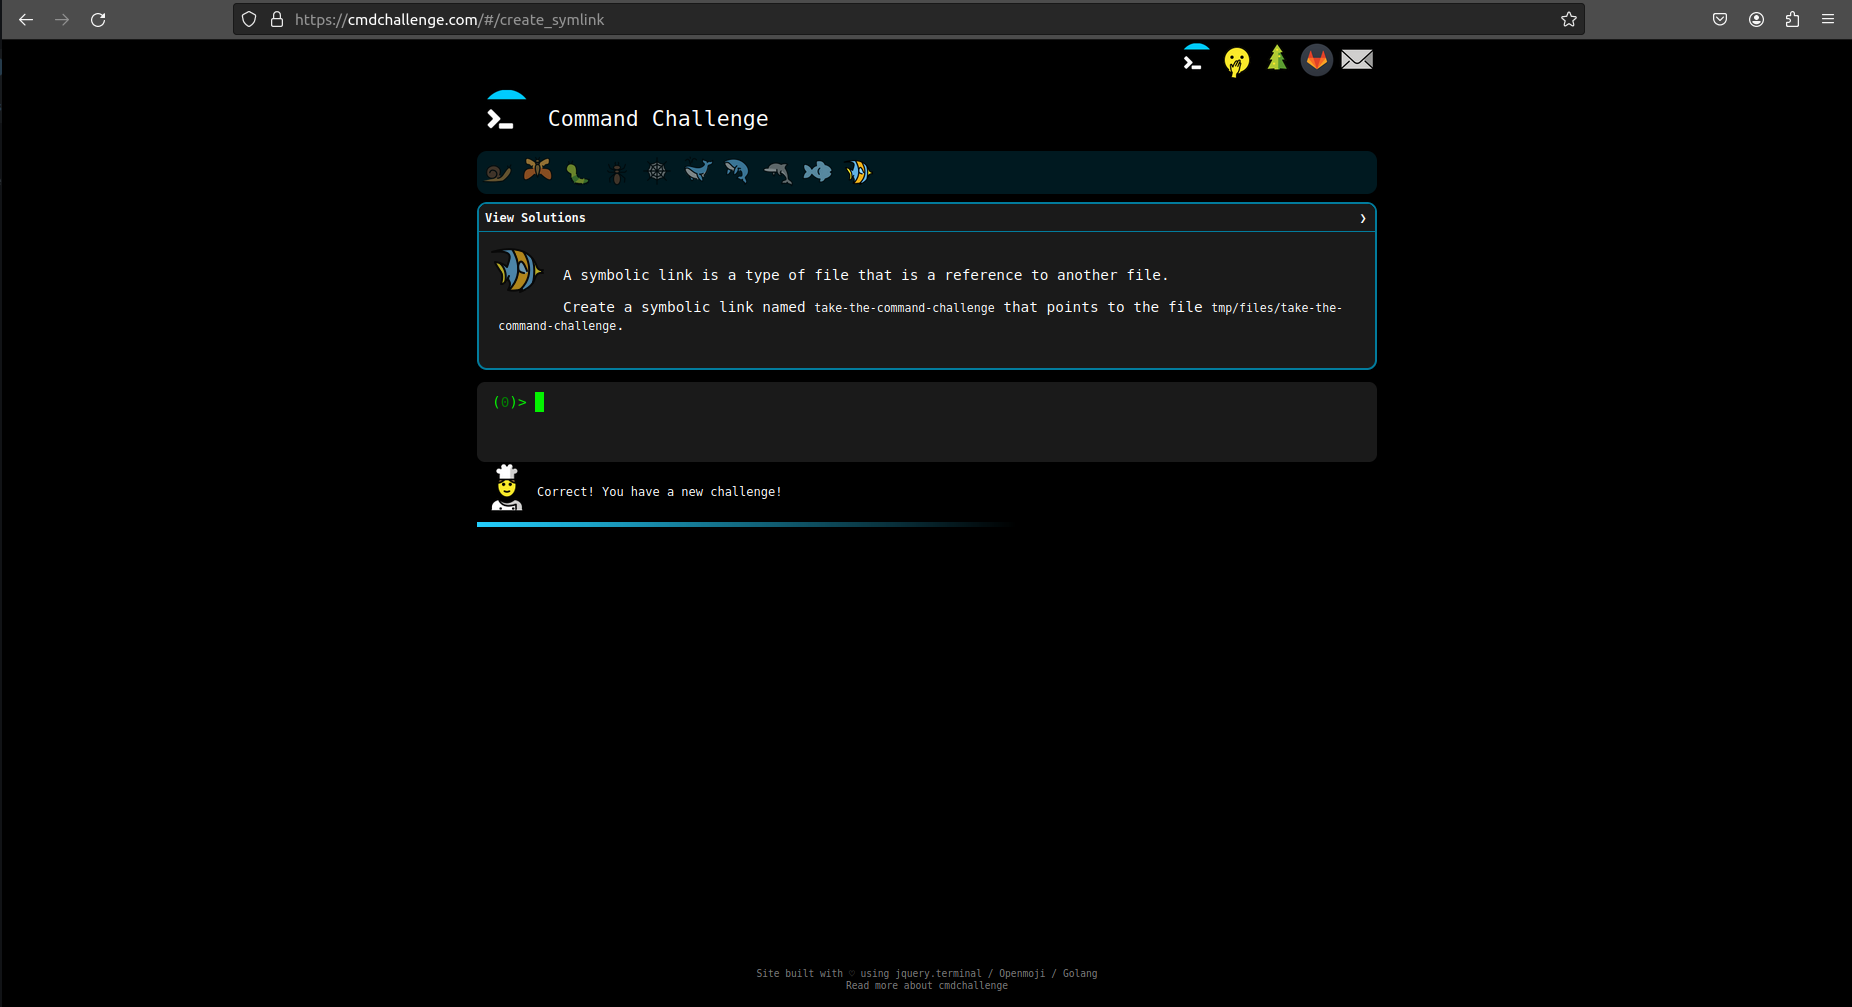 https://cmdchallenge.com/#/create_symlink
Command Challenge
View Solutions ❯
A symbolic link is a type of file that is a reference to another file.
Create a symbolic link named take-the-command-challenge that points to the file tmp/files/take-the-
command-challenge.
(0)>
Correct! You have a new challenge!
Site built with ♡ using jquery.terminal / Openmoji / Golang
Read more about cmdchallenge